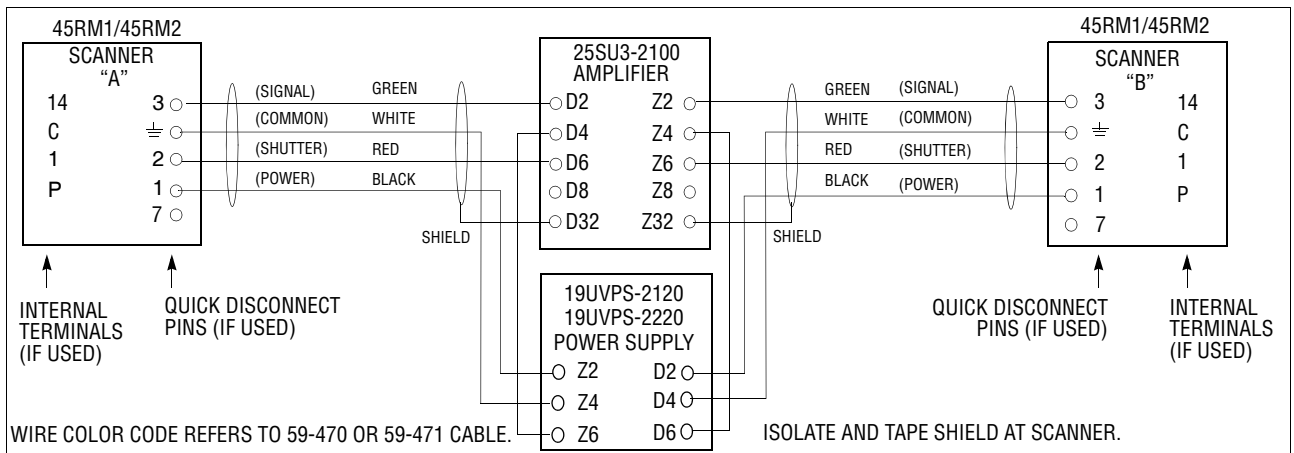 45RM1/45RM2
SCANNER
“A”
14 3
C ⏚
1 2
P 1
7
(SIGNAL) GREEN
(COMMON) WHITE
(SHUTTER) RED
(POWER) BLACK
SHIELD
INTERNAL
TERMINALS
(IF USED)
QUICK DISCONNECT
PINS (IF USED)
25SU3-2100
AMPLIFIER
D2 Z2
D4 Z4
D6 Z6
D8 Z8
D32 Z32
19UVPS-2120
19UVPS-2220
POWER SUPPLY
Z2 D2
Z4 D4
Z6 D6
GREEN (SIGNAL)
WHITE (COMMON)
RED (SHUTTER)
BLACK (POWER)
SHIELD
45RM1/45RM2
SCANNER
“B”
3 14
⏚ C
2 1
1 P
7
QUICK DISCONNECT
PINS (IF USED)
INTERNAL
TERMINALS
(IF USED)
WIRE COLOR CODE REFERS TO 59-470 OR 59-471 CABLE.
ISOLATE AND TAPE SHIELD AT SCANNER.